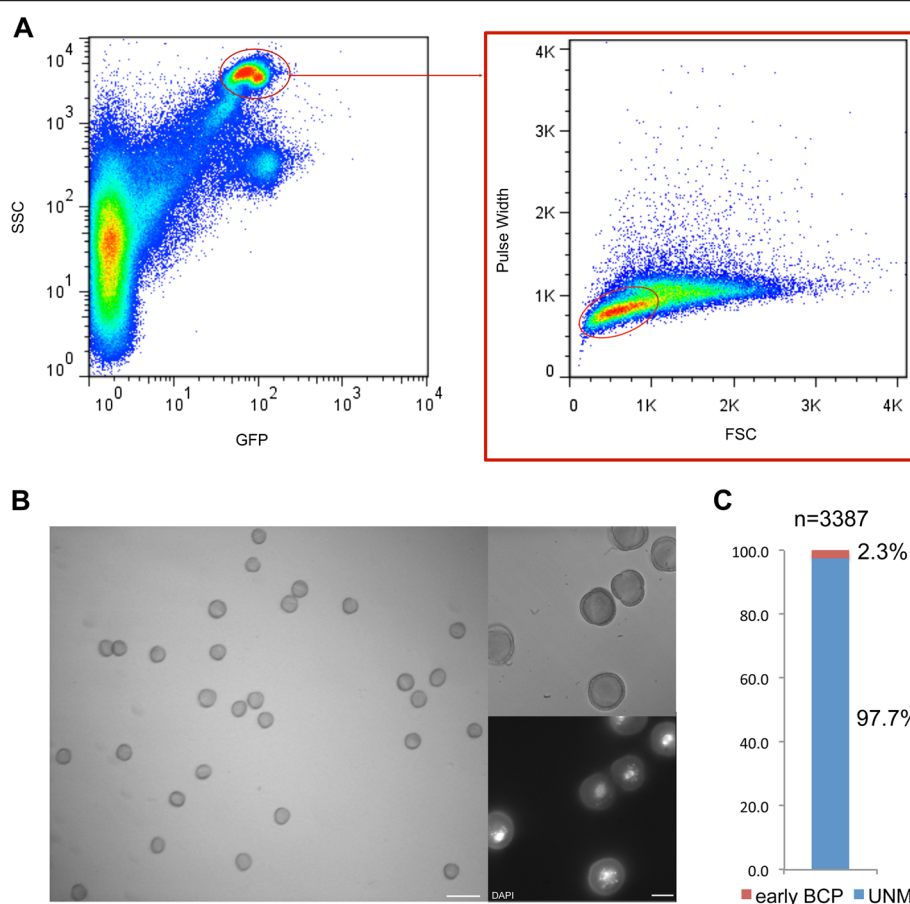 A
SSC
10^4
10^3
10^2
10^1
10^0
10^0 10^1 10^2 10^3 10^4
GFP
Pulse Width
4K
3K
2K
1K
0
0 1K 2K 3K 4K
FSC
B
DAPI
C
n=3387
100.0
80.0
60.0
40.0
20.0
0.0
2.3%
97.7%
early BCP UNM